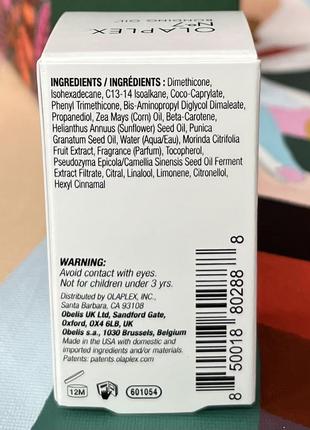 OLAPLEX
Nº7
BONDING OIL
INGREDIENTS / INGRÉDIENTS : Dimethicone,
Isohexadecane, C13-14 Isoalkane, Coco-Caprylate,
Phenyl Trimethicone, Bis-Aminopropyl Diglycol Dimaleate,
Propanediol, Zea Mays (Corn) Oil, Beta-Carotene,
Helianthus Annuus (Sunflower) Seed Oil, Punica
Granatum Seed Oil, Water (Aqua/Eau), Morinda Citrifolia
Fruit Extract, Fragrance (Parfum), Tocopherol,
Pseudozyma Epicola/Camellia Sinensis Seed Oil Ferment
Extract Filtrate, Citral, Linalool, Limonene, Citronellol,
Hexyl Cinnamal
WARNING:
Avoid contact with eyes.
Not for children under 3 yrs.
Distributed by OLAPLEX, INC.,
Santa Barbara, CA 93108
Obelis UK Ltd, Sandford Gate,
Oxford, OX4 6LB, UK
Obelis s.a., 1030 Brussels, Belgium
Made in the USA with domestic and
imported ingredients and/or materials.
Patents: patents.olaplex.com
12M
601054
8 50018 80288 8